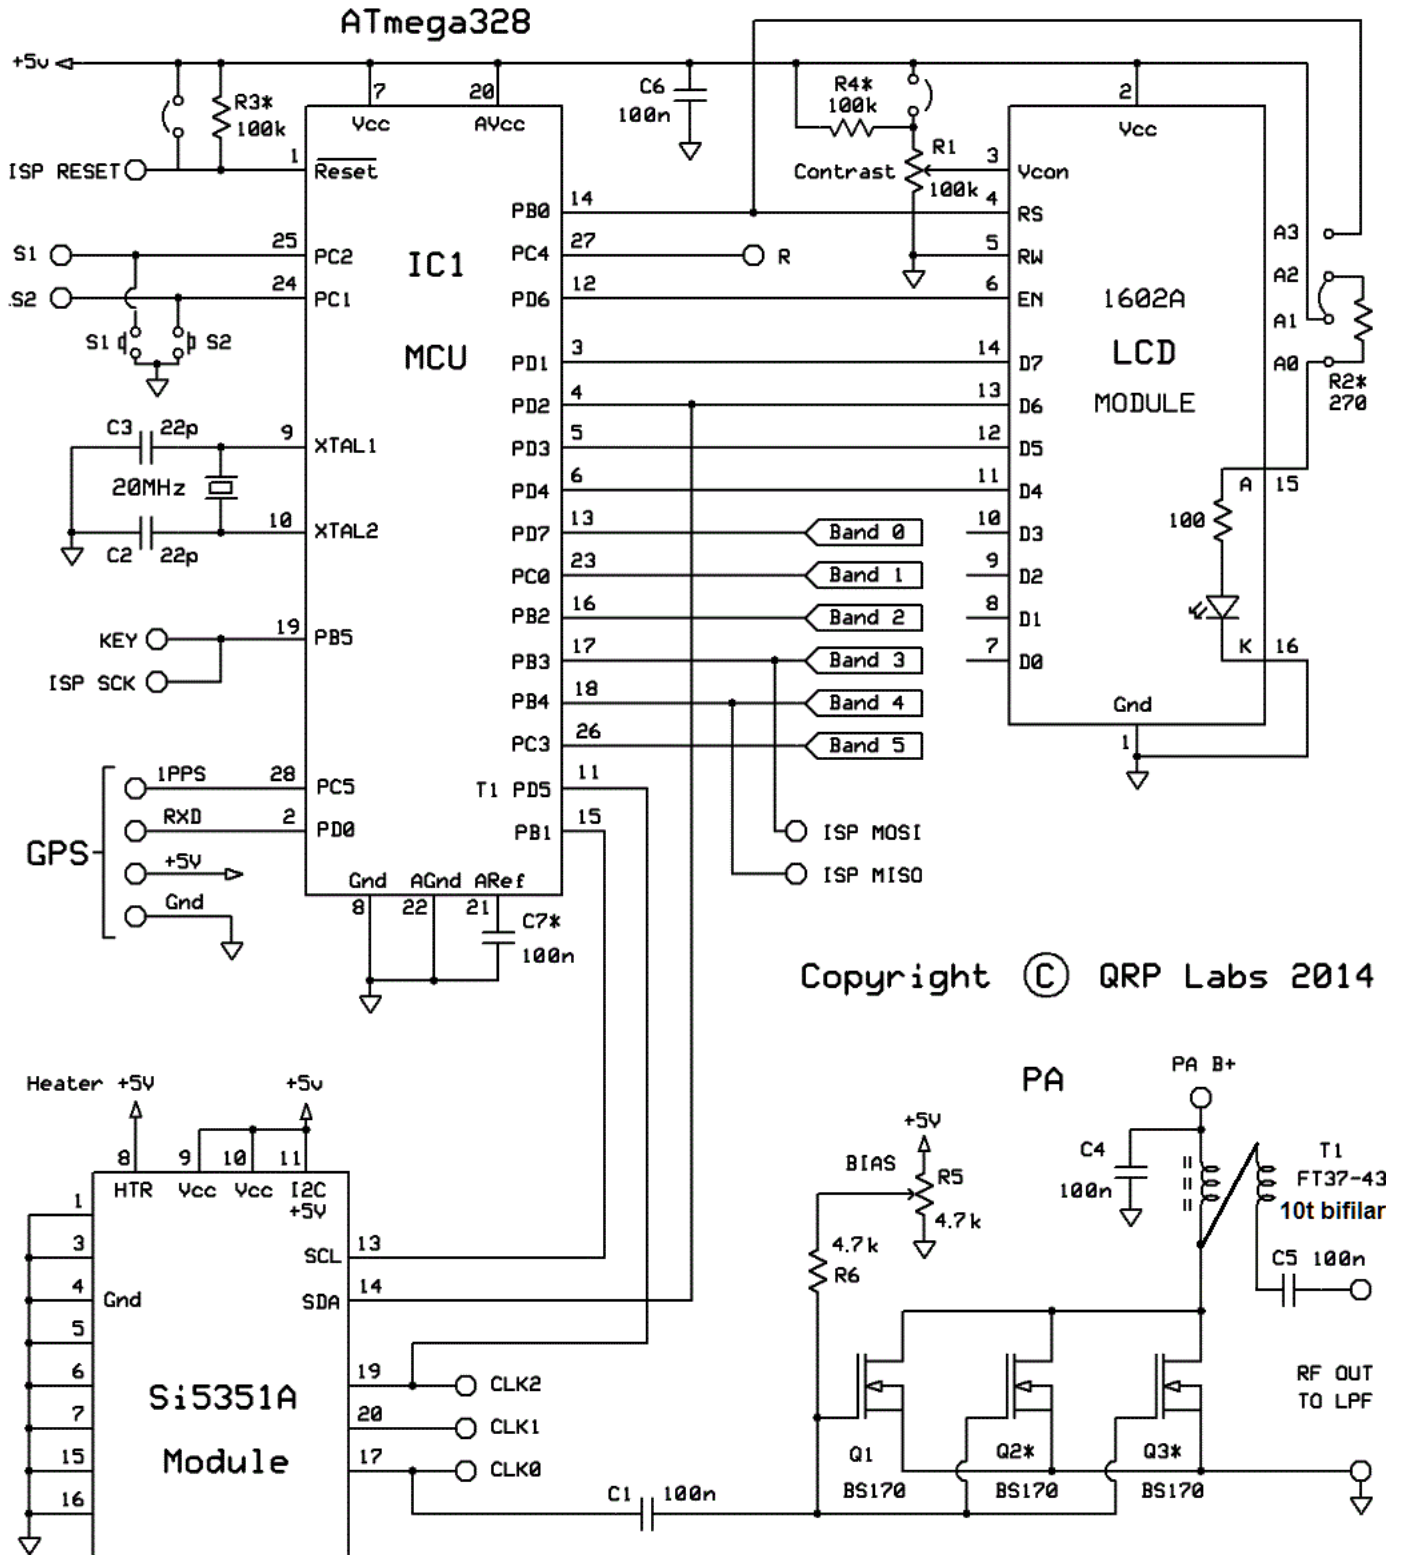 ATmega328
+5v
C6
100n
R4*
100k
R3*
100k
7
Vcc
20
AVcc
2
Vcc
ISP RESET
1
Reset
Contrast
R1
100k
3
Vcon
PB0
14
4
RS
S1
25
PC2
IC1
PC4
27
R
5
RW
A3
.S2
24
PC1
PD6
12
6
EN
1602A
A2
A1
S1
S2
MCU
PD1
3
14
D7
LCD
A0
R2*
270
PD2
4
13
D6
MODULE
C3
22p
9
XTAL1
PD3
5
12
D5
20MHz
PD4
6
11
D4
A
15
C2
22p
10
XTAL2
PD7
13
Band 0
10
D3
100
PC0
23
Band 1
9
D2
PB2
16
Band 2
8
D1
KEY
19
PB5
PB3
17
Band 3
7
D0
K
16
ISP SCK
PB4
18
Band 4
Gnd
1
PC3
26
Band 5
GPS
1PPS
28
PC5
T1 PD5
11
RXD
2
PD0
PB1
15
ISP MOSI
+5V
ISP MISO
Gnd
Gnd
8
AGnd
22
ARef
21
C7*
100n
Copyright © QRP Labs 2014
Heater +5V
+5v
PA
PA B+
8
HTR
9
Vcc
10
Vcc
11
I2C
+5V
BIAS
+5V
R5
4.7k
C4
100n
T1
FT37-43
10t bifilar
1
3
4
Gnd
5
6
7
15
16
SCL
13
SDA
14
4.7k
R6
C5 100n
Si5351A
Module
19
CLK2
20
CLK1
17
CLK0
C1 100n
Q1
BS170
Q2*
BS170
Q3*
BS170
RF OUT
TO LPF